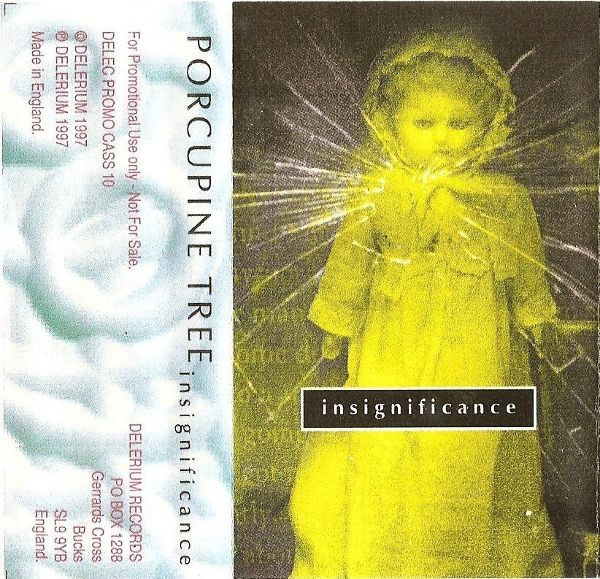 For Promotional Use only - Not For Sale.
DELEC PROMO CASS 10
© DELERIUM 1997
℗ DELERIUM 1997
Made in England.
DELERIUM RECORDS
PO BOX 1288
Gerrards Cross
Bucks
SL9 9YB
England.
PORCUPINE TREE
insignificance
insignificance